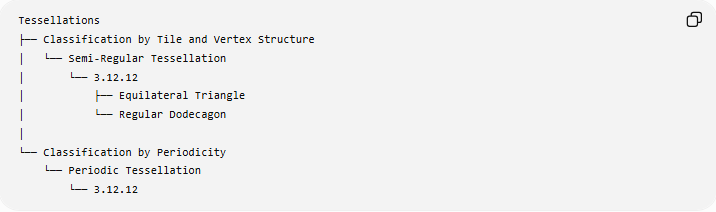 Tessellations
├── Classification by Tile and Vertex Structure
│   └── Semi-Regular Tessellation
│       └── 3.12.12
│           ├── Equilateral Triangle
│           └── Regular Dodecagon
│
└── Classification by Periodicity
    └── Periodic Tessellation
        └── 3.12.12